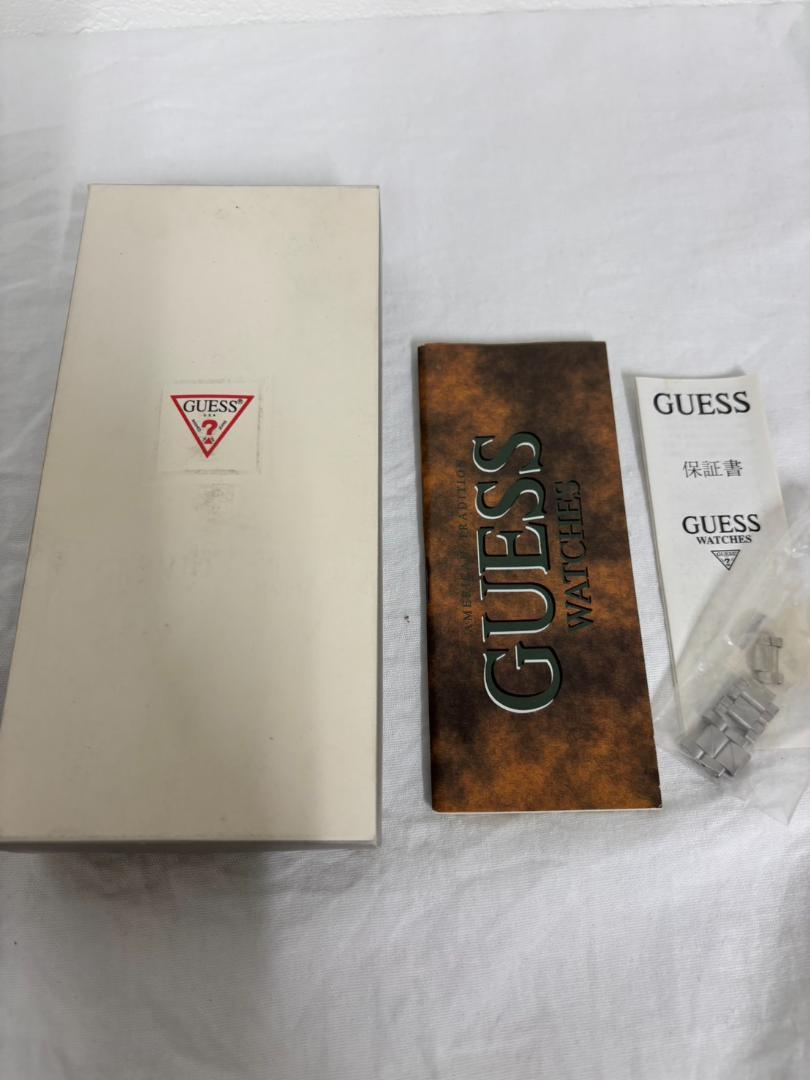 GUESS®
U.S.A.
?
AMERICAN TRADITION
GUESS
WATCHES
GUESS
保証書
GUESS
WATCHES
GUESS
?